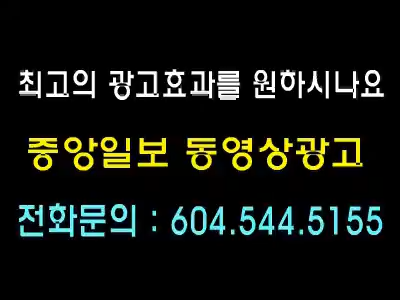 최고의 광고효과를 원하시나요
중앙일보 동영상광고
전화문의 : 604.544.5155